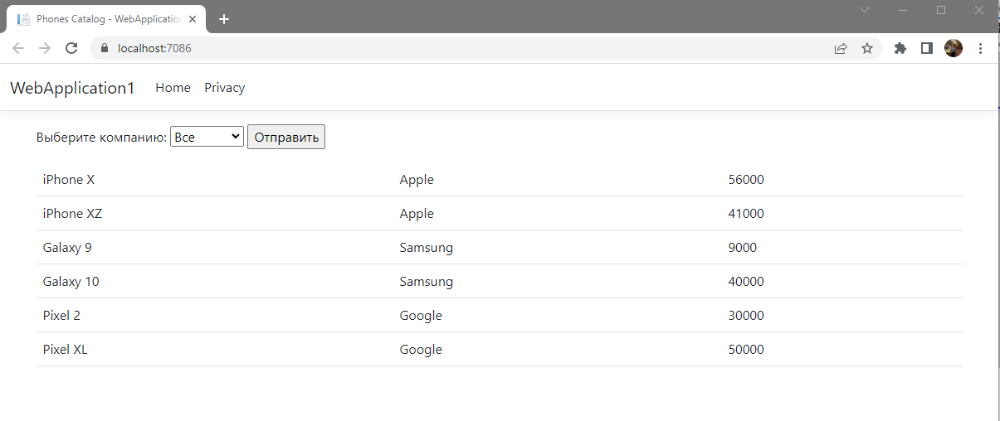 Phones Catalog - WebApplication
localhost:7086
WebApplication1 Home Privacy
Выберите компанию: Все Отправить
iPhone X Apple 56000
iPhone XZ Apple 41000
Galaxy 9 Samsung 9000
Galaxy 10 Samsung 40000
Pixel 2 Google 30000
Pixel XL Google 50000